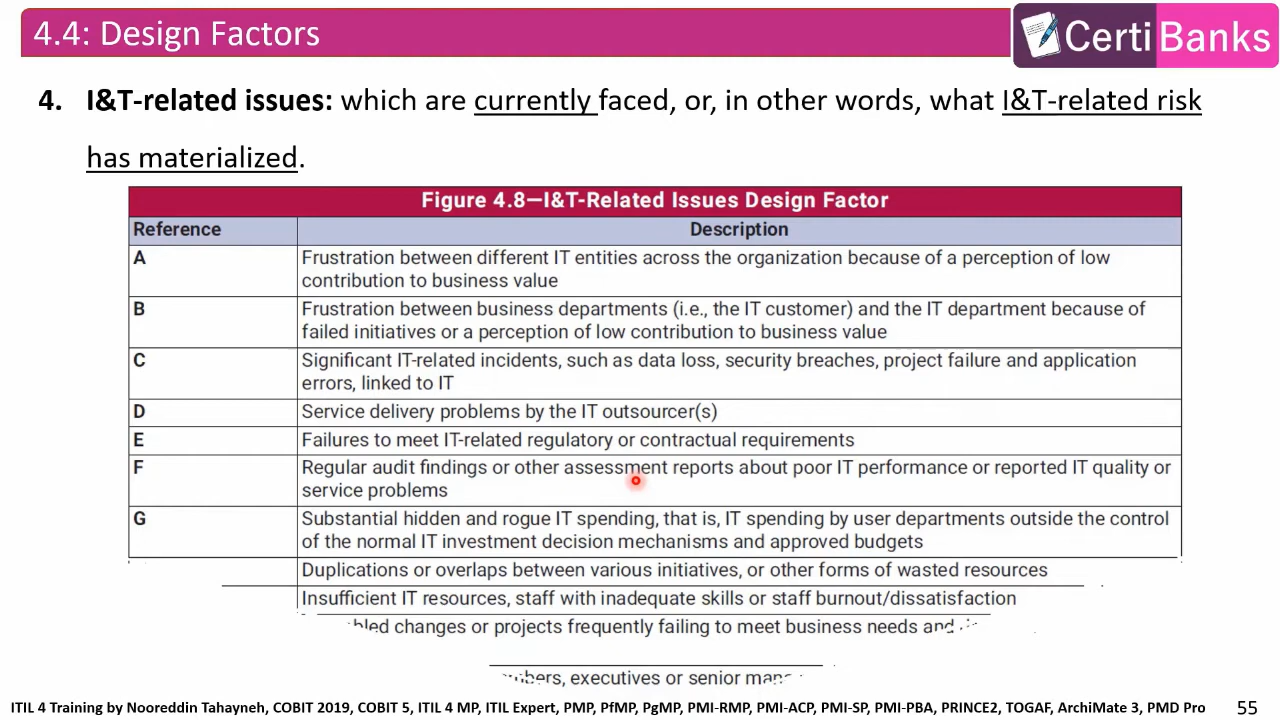 4.4: Design Factors
CertiBanks
4. I&T-related issues: which are currently faced, or, in other words, what I&T-related risk
has materialized.
Figure 4.8—I&T-Related Issues Design Factor
Reference Description
A Frustration between different IT entities across the organization because of a perception of low
contribution to business value
B Frustration between business departments (i.e., the IT customer) and the IT department because of
failed initiatives or a perception of low contribution to business value
C Significant IT-related incidents, such as data loss, security breaches, project failure and application
errors, linked to IT
D Service delivery problems by the IT outsourcer(s)
E Failures to meet IT-related regulatory or contractual requirements
F Regular audit findings or other assessment reports about poor IT performance or reported IT quality or
service problems
G Substantial hidden and rogue IT spending, that is, IT spending by user departments outside the control
of the normal IT investment decision mechanisms and approved budgets
Duplications or overlaps between various initiatives, or other forms of wasted resources
Insufficient IT resources, staff with inadequate skills or staff burnout/dissatisfaction
changes or projects frequently failing to meet business needs and
executives or senior
ITIL 4 Training by Nooreddin Tahayneh, COBIT 2019, COBIT 5, ITIL 4 MP, ITIL Expert, PMP, PfMP, PgMP, PMI-RMP, PMI-ACP, PMI-SP, PMI-PBA, PRINCE2, TOGAF, ArchiMate 3, PMD Pro 55